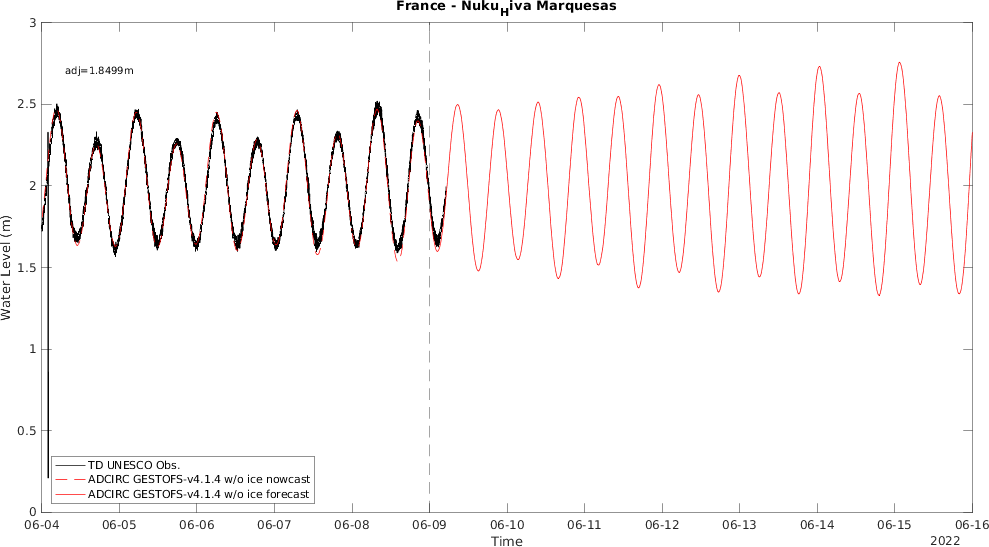 France - Nuku_Hiva Marquesas
3
adj=1.8499m
2.5
2
1.5
1
0.5
0
Water Level (m)
TD UNESCO Obs.
ADCIRC GESTOFS-v4.1.4 w/o ice nowcast
ADCIRC GESTOFS-v4.1.4 w/o ice forecast
06-04 06-05 06-06 06-07 06-08 06-09 06-10 06-11 06-12 06-13 06-14 06-15 06-16
Time
2022